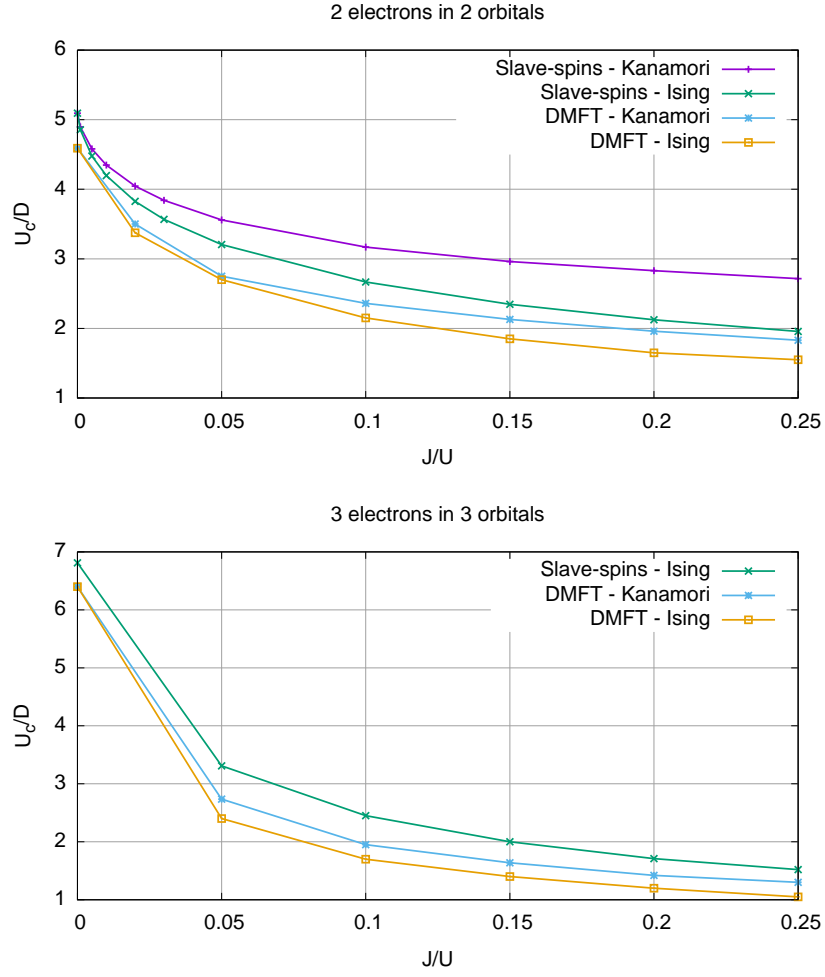 2 electrons in 2 orbitals
6
5
4
3
2
1
U_c/D
Slave-spins - Kanamori
Slave-spins - Ising
DMFT - Kanamori
DMFT - Ising
0 0.05 0.1 0.15 0.2 0.25
J/U
3 electrons in 3 orbitals
7
6
5
4
3
2
1
U_c/D
Slave-spins - Ising
DMFT - Kanamori
DMFT - Ising
0 0.05 0.1 0.15 0.2 0.25
J/U